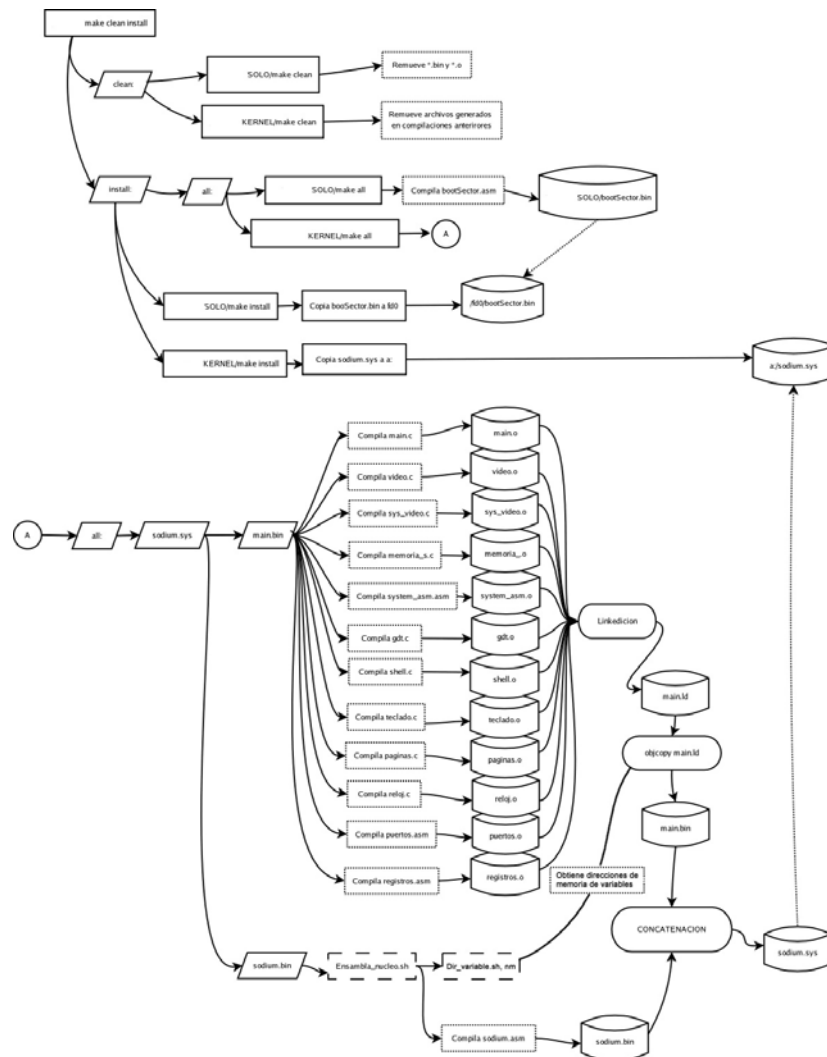 make clean install
clean:
SOLO/make clean
Remueve *.bin y *.o
KERNEL/make clean
Remueve archivos generados
en compilaciones anterirores
install:
all:
SOLO/make all
Compila bootSector.asm
SOLO/bootSector.bin
KERNEL/make all
A
SOLO/make install
Copia booSector.bin a fd0
/fd0/bootSector.bin
KERNEL/make install
Copia sodium.sys a a:
a:/sodium.sys
Compila main.c
main.o
Compila video.c
video.o
Compila sys_video.c
sys_video.o
A
all:
sodium.sys
main.bin
Compila memoria_s.c
memoria_.o
Compila system_asm.asm
system_asm.o
Linkedicion
Compila gdt.c
gdt.o
Compila shell.c
shell.o
main.ld
Compila teclado.c
teclado.o
Compila paginas.c
paginas.o
objcopy main.ld
Compila reloj.c
reloj.o
main.bin
Compila puertos.asm
puertos.o
Compila registros.asm
registros.o
Obtiene direcciones de
memoria de variables
CONCATENACION
sodium.sys
sodium.bin
Ensambla_nucleo.sh
Dir_variable.sh, nm
Compila sodium.asm
sodium.bin